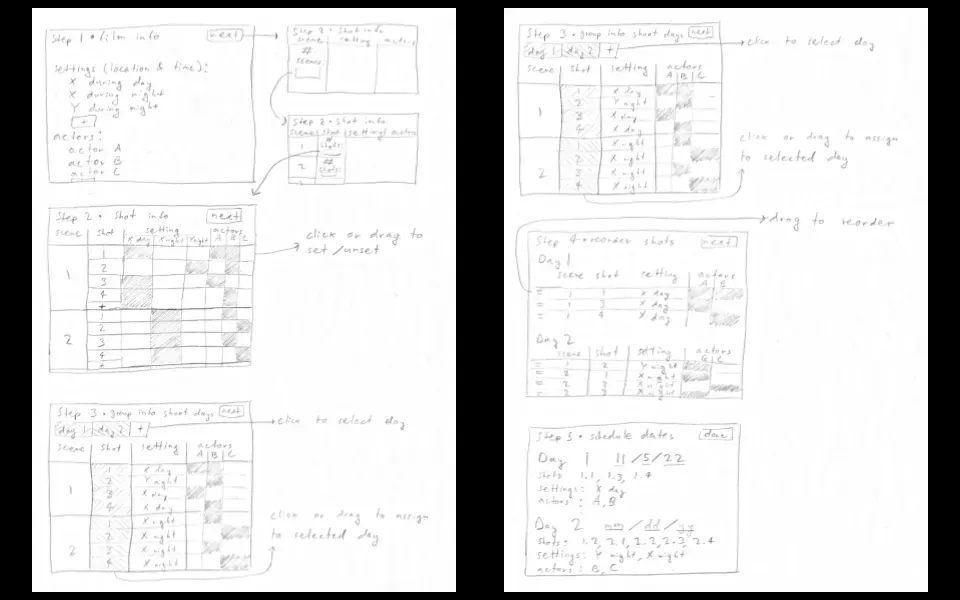 Step 1 • film info
next
settings (location & time):
X during day
X during night
Y during night
+
actors:
actor A
actor B
actor C
Step 2 • Shot info
scene setting actors
#
scenes
Step 2 • Shot info
scene shot setting actors
1 # shots:
2 # shots:
Step 2 • Shot info
next
scene shot setting actors
X day X night Y night A B C
1
1
2
3
4
+
2
1
2
3
4
+
click or drag to
set/unset
Step 3 • group into shoot days
next
day 1 day 2 +
click to select day
scene shot setting actors
A B C
1
1 X day
2 Y night
3 X day
4 X day
2
1 X night
2 X night
3 X night
4 X night
click or drag to assign
to selected day
Step 3 • group into shoot days
next
day 1 day 2 +
click to select day
scene shot setting actors
A B C
1
1 X day
2 Y night
3 X day
4 X day
2
1 X night
2 X night
3 X night
4 X night
click or drag to assign
to selected day
drag to reorder
Step 4 • reorder shots
next
Day 1
scene shot setting actors
A B
= 1 1 X day
= 1 3 X day
= 1 4 X day
Day 2
scene shot setting actors
B C
= 1 2 Y night
= 2 1 X night
= 2 2 X night
= 2 3 X night
Step 5 • schedule dates
done
Day 1 11/5/22
shots: 1.1, 1.3, 1.4
settings: X day
actors: A, B
Day 2 mm/dd/yy
shots: 1.2, 2.1, 2.2, 2.3, 2.4
settings: Y night, X night
actors: B, C